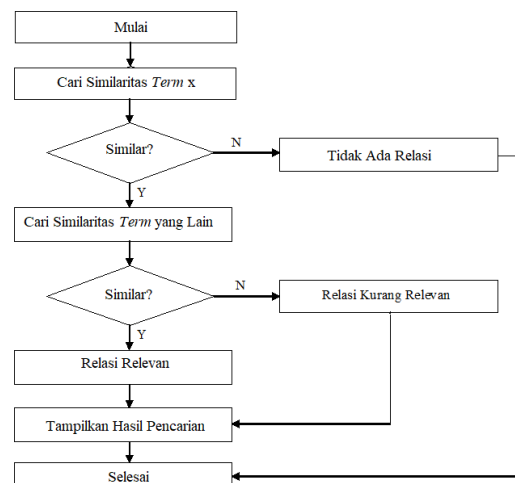 Mulai
Cari Similaritas Term x
Similar?
N
Tidak Ada Relasi
Y
Cari Similaritas Term yang Lain
Similar?
N
Relasi Kurang Relevan
Y
Relasi Relevan
Tampilkan Hasil Pencarian
Selesai